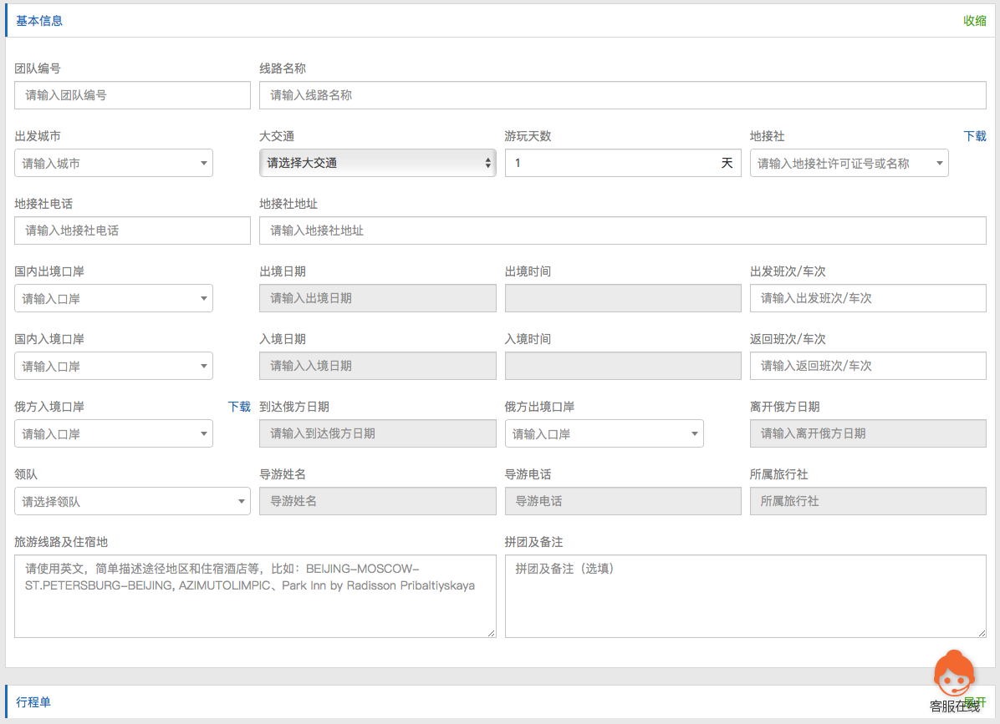 基本信息
收缩
团队编号
线路名称
请输入团队编号
请输入线路名称
出发城市
大交通
游玩天数
地接社
下载
请输入城市
请选择大交通
1
天
请输入地接社许可证号或名称
地接社电话
地接社地址
请输入地接社电话
请输入地接社地址
国内出境口岸
出境日期
出境时间
出发班次/车次
请输入口岸
请输入出境日期
请输入出发班次/车次
国内入境口岸
入境日期
入境时间
返回班次/车次
请输入口岸
请输入入境日期
请输入返回班次/车次
俄方入境口岸
下载
到达俄方日期
俄方出境口岸
离开俄方日期
请输入口岸
请输入到达俄方日期
请输入口岸
请输入离开俄方日期
领队
导游姓名
导游电话
所属旅行社
请选择领队
导游姓名
导游电话
所属旅行社
旅游线路及住宿地
拼团及备注
请使用英文，简单描述途径地区和住宿酒店等，比如：BEIJING-MOSCOW-
ST.PETERSBURG-BEIJING, AZIMUTOLIMPIC、Park Inn by Radisson Pribaltiyskaya
拼团及备注（选填）
行程单
展开
客服在线